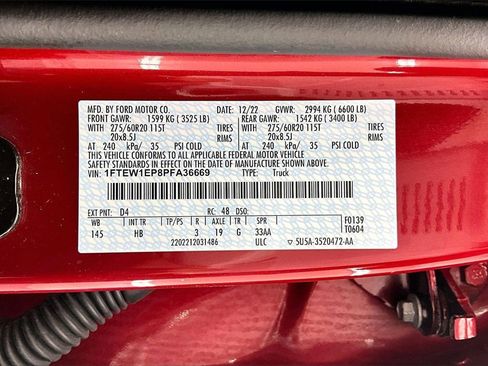 MFD. BY FORD MOTOR CO. 12/22 GVWR: 2994 KG (6600 LB)
FRONT GAWR: 1599 KG (3525 LB) REAR GAWR: 1542 KG (3400 LB)
WITH 275/60R20 115T TIRES WITH 275/60R20 115T TIRES
20x8.5J RIMS 20x8.5J RIMS
AT 240 kPa/ 35 PSI COLD AT 240 kPa/ 35 PSI COLD
THIS VEHICLE CONFORMS TO ALL APPLICABLE FEDERAL MOTOR VEHICLE
SAFETY STANDARDS IN EFFECT ON THE DATE OF MANUFACTURE SHOWN ABOVE.
VIN: 1FTEW1EP8PFA36669 TYPE: Truck
EXT PNT: D4 RC: 48 DSO:
WB INT TR R AXLE TR SPR F0139
145 HB 3 19 G 33AA T0604
2202212031486 ULC 5U5A-3520472-AA